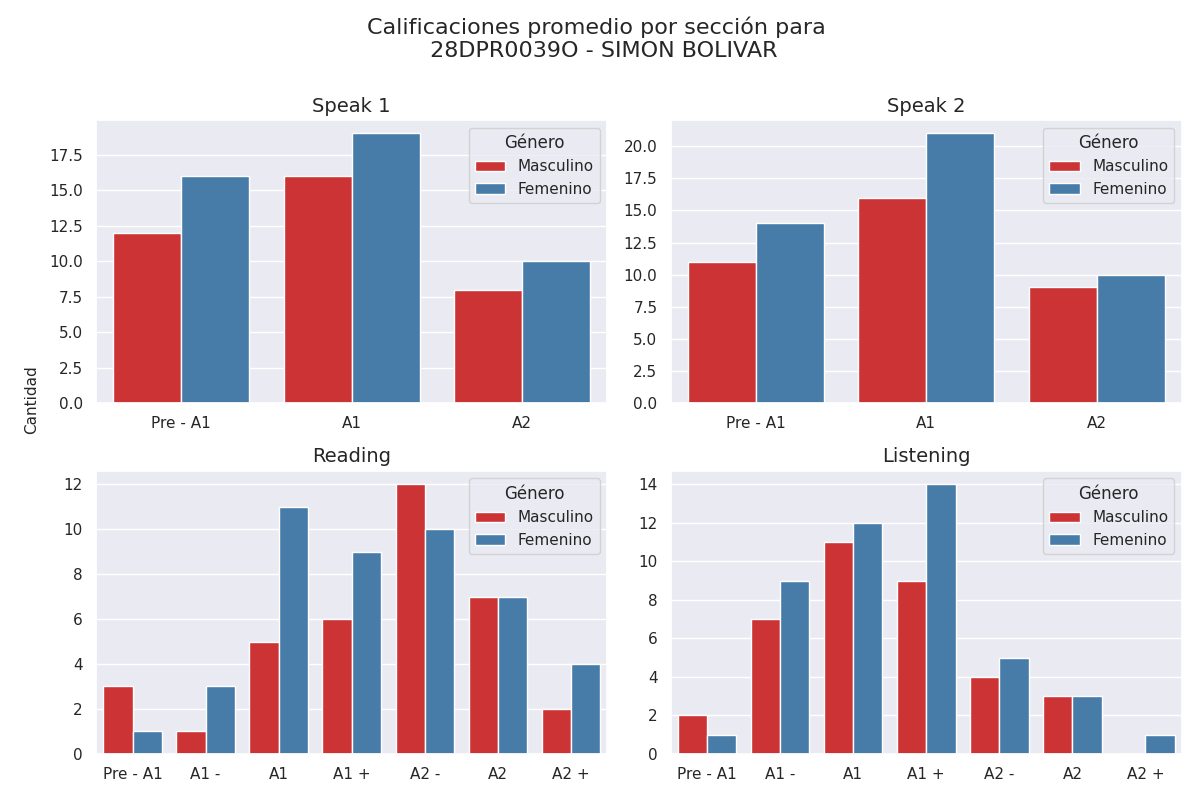 Calificaciones promedio por sección para
28DPR0039O - SIMON BOLIVAR
Cantidad
Speak 1
17.5
15.0
12.5
10.0
7.5
5.0
2.5
0.0
Pre - A1 A1 A2
Género
Masculino
Femenino
Speak 2
20.0
17.5
15.0
12.5
10.0
7.5
5.0
2.5
0.0
Pre - A1 A1 A2
Género
Masculino
Femenino
Reading
12
10
8
6
4
2
0
Pre - A1 A1 - A1 A1 + A2 - A2 A2 +
Género
Masculino
Femenino
Listening
14
12
10
8
6
4
2
0
Pre - A1 A1 - A1 A1 + A2 - A2 A2 +
Género
Masculino
Femenino